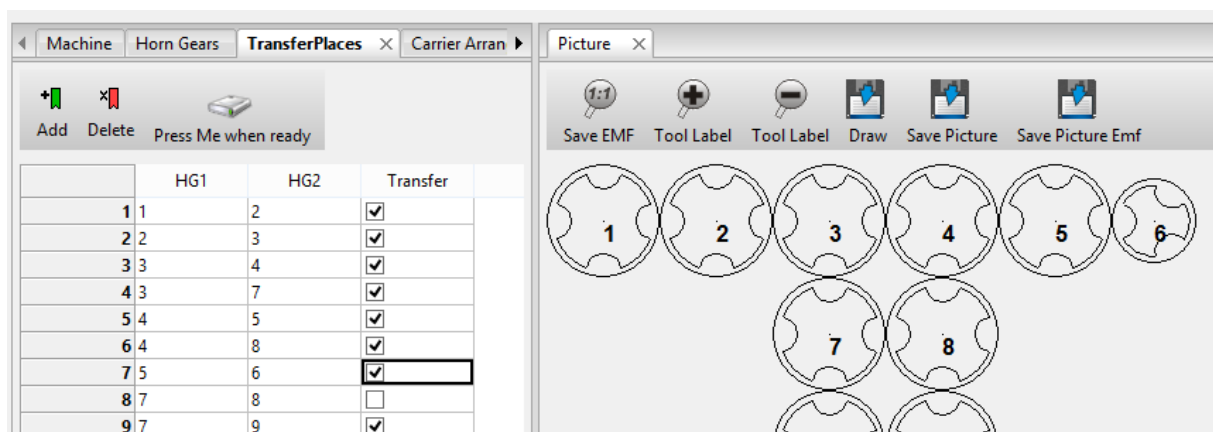 Machine Horn Gears TransferPlaces Carrier Arran
Add Delete Press Me when ready
HG1 HG2 Transfer
1 1 2
2 2 3
3 3 4
4 3 7
5 4 5
6 4 8
7 5 6
8 7 8
9 7 9
Picture
1:1
Save EMF Tool Label Tool Label Draw Save Picture Save Picture Emf
1 2 3 4 5 6
7 8